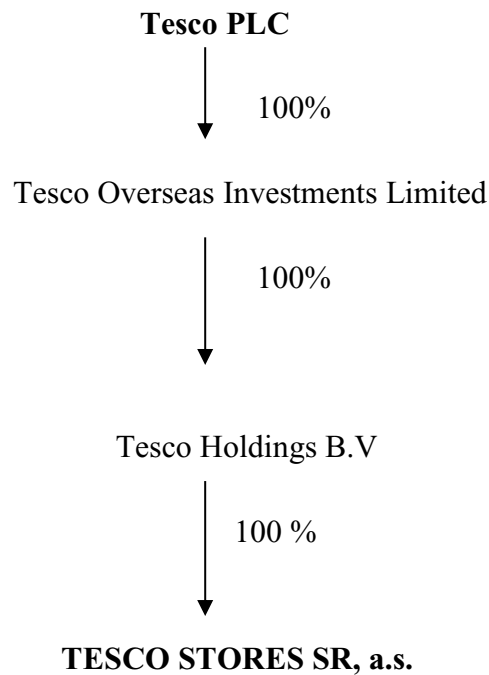 Tesco PLC
100%
Tesco Overseas Investments Limited
100%
Tesco Holdings B.V
100 %
TESCO STORES SR, a.s.